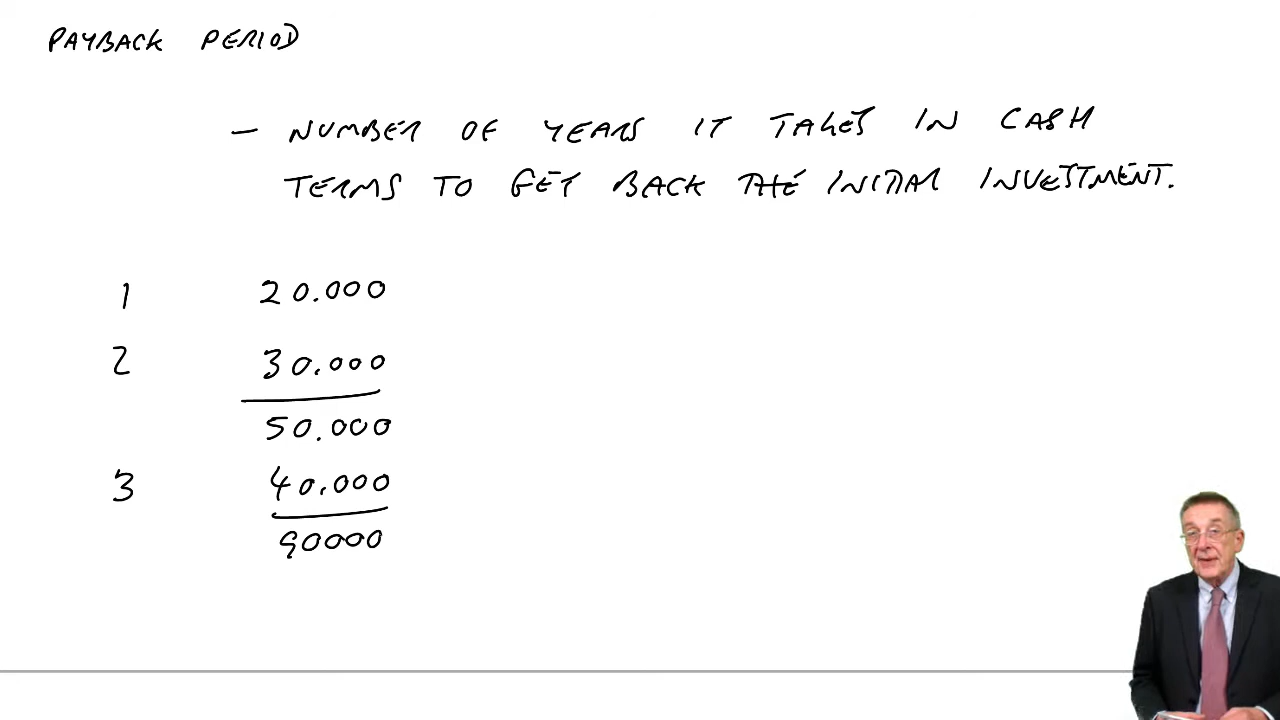 PAYBACK PERIOD
- NUMBER OF YEARS IT TAKES IN CASH
TERMS TO GET BACK THE INITIAL INVESTMENT.
1 20.000
2 30.000
50.000
3 40.000
90000